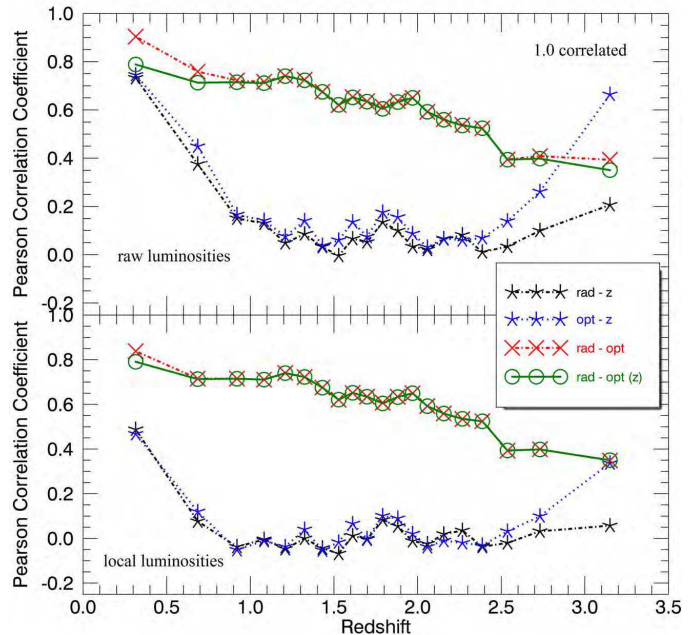 Pearson Correlation Coefficient
1.0
0.8
0.6
0.4
0.2
0.0
-0.2
1.0 correlated
raw luminosities
rad - z
opt - z
rad - opt
rad - opt (z)
Pearson Correlation Coefficient
1.0
0.8
0.6
0.4
0.2
0.0
-0.2
local luminosities
0.0 0.5 1.0 1.5 2.0 2.5 3.0 3.5
Redshift